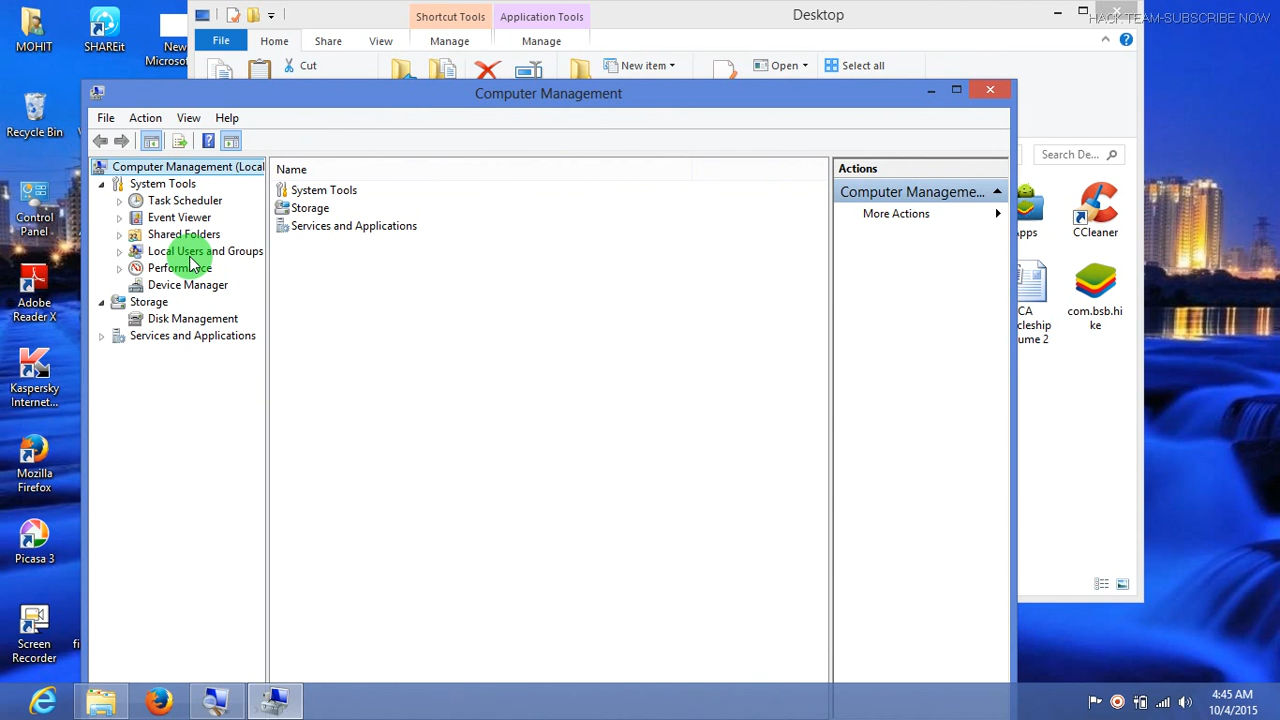 MOHIT
SHAREit
New
Microsof
Recycle Bin
Control
Panel
Adobe
Reader X
Kaspersky
Internet...
Mozilla
Firefox
Picasa 3
Screen
Recorder
fi
Shortcut Tools
Application Tools
Desktop
HACK TEAM-SUBSCRIBE NOW
File
Home
Share
View
Manage
Manage
Cut
New item
Open
Select all
Search De...
Apps
CCleaner
CA
cleship
ume 2
com.bsb.hi
ke
Computer Management
File
Action
View
Help
Computer Management (Local
System Tools
Task Scheduler
Event Viewer
Shared Folders
Local Users and Groups
Performance
Device Manager
Storage
Disk Management
Services and Applications
Name
System Tools
Storage
Services and Applications
Actions
Computer Manageme...
More Actions
4:45 AM
10/4/2015